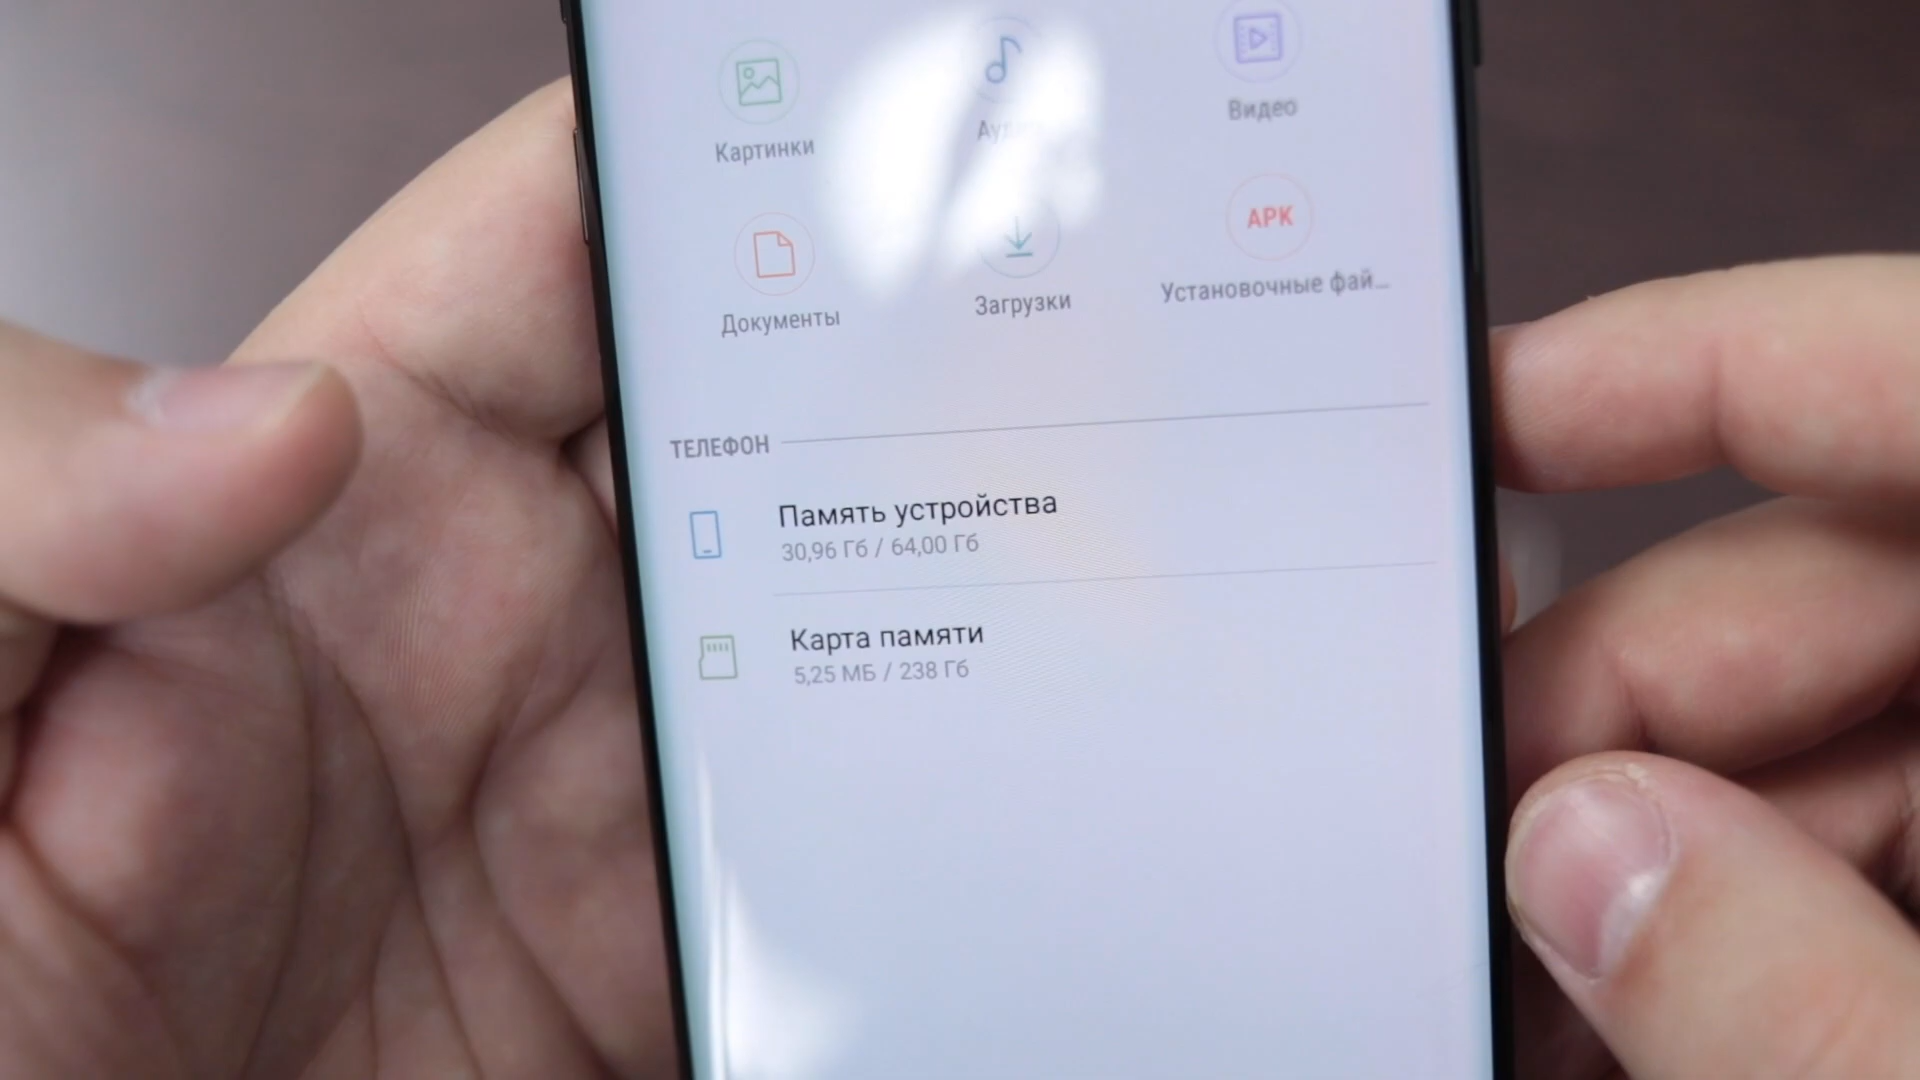 Картинки
Видео
Документы
Загрузки
APK
Установочные фай...
ТЕЛЕФОН
Память устройства
30,96 Гб / 64,00 Гб
Карта памяти
5,25 МБ / 238 Гб